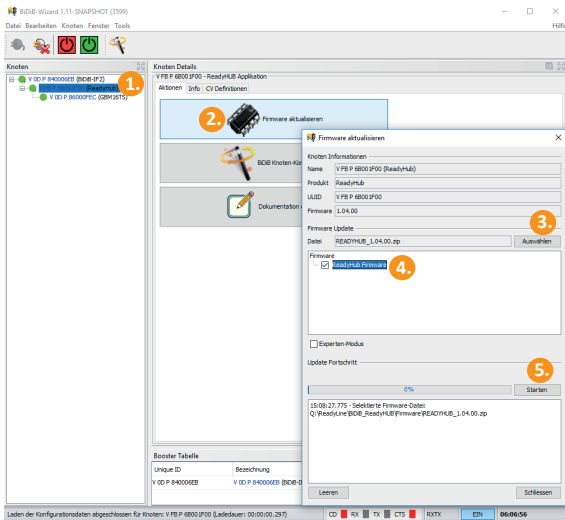 BiDiB-Wizard 1.11-SNAPSHOT (3599)
Datei Bearbeiten Knoten Fenster Tools Hilfe
Knoten
V 0D P 840006EB (BiDiB-IF2)
(ReadyHub)
V 0D P 86000FEC (GBM16TS)
1.
Knoten Details
V FB P 6B001F00 - ReadyHUB Applikation
Aktionen Info CV Definitionen
2.
Firmware aktualisieren
BiDiB Knoten-Kon
Dokumentation
Firmware aktualisieren
Knoten Informationen
Name V FB P 6B001F00 (ReadyHub)
Produkt ReadyHub
UUID V FB P 6B001F00
Firmware 1.04.00
3.
Firmware Update
Datei READYHUB_1.04.00.zip Auswählen
Firmware
ReadyHub Firmware
4.
Experten-Modus
Update Fortschritt
5.
0% Starten
15:08:27.775 - Selektierte Firmware-Datei:
Q:\ReadyLine\BiDiB_ReadyHUB\Firmware\READYHUB_1.04.00.zip
Leeren Schliessen
Booster Tabelle
Unique ID Bezeichnung
V 0D P 840006EB V 0D P 840006EB (BiDiB-I
Laden der Konfigurationsdaten abgeschlossen für Knoten: V FB P 6B001F00 (Ladedauer: 00:00:00.297) CD RX TX CTS RXTX EIN 06:06:56